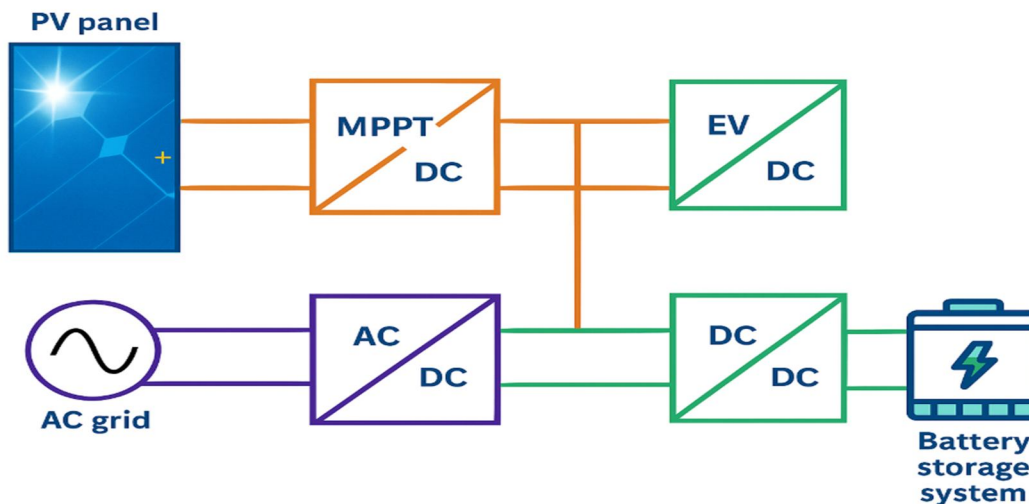 PV panel
MPPT
DC
EV
DC
AC
DC
DC
DC
AC grid
Battery
storage
system